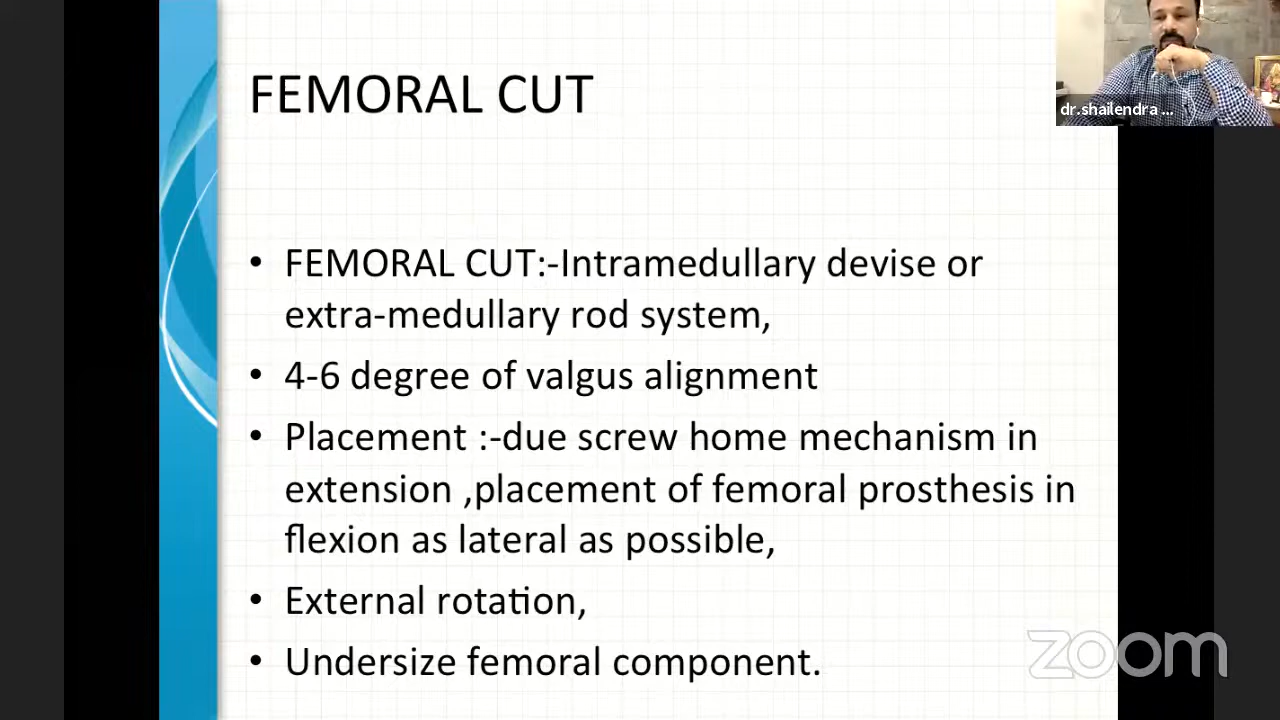 FEMORAL CUT
dr.shailendra ...
• FEMORAL CUT:-Intramedullary devise or
extra-medullary rod system,
• 4-6 degree of valgus alignment
• Placement :-due screw home mechanism in
extension ,placement of femoral prosthesis in
flexion as lateral as possible,
• External rotation,
• Undersize femoral component.
zoom